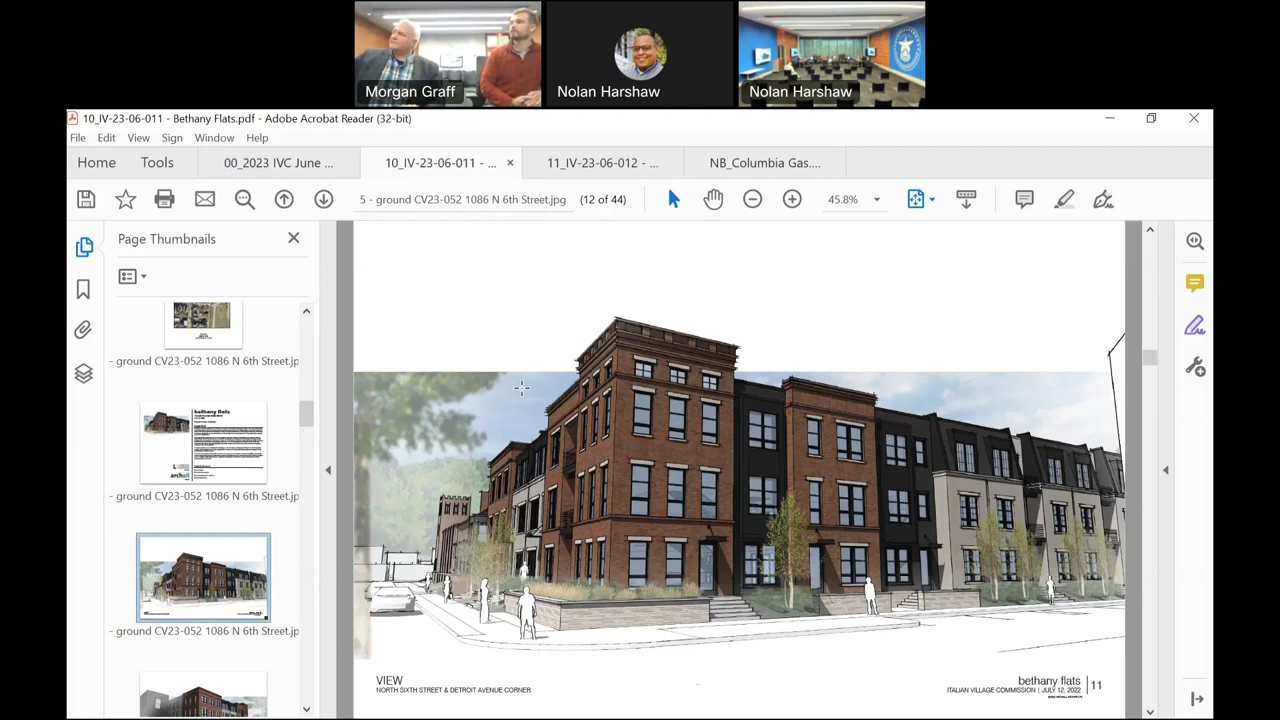 Morgan Graff
Nolan Harshaw
Nolan Harshaw
10_IV-23-06-011 - Bethany Flats.pdf - Adobe Acrobat Reader (32-bit)
File Edit View Sign Window Help
Home Tools 00_2023 IVC June ... 10_IV-23-06-011 - ... × 11_IV-23-06-012 - ... NB_Columbia Gas....
5 - ground CV23-052 1086 N 6th Street.jpg (12 of 44) 45.8%
Page Thumbnails
- ground CV23-052 1086 N 6th Street.jp
bethany flats
archall
- ground CV23-052 1086 N 6th Street.jp
- ground CV23-052 1086 N 6th Street.jp
VIEW
NORTH SIXTH STREET & DETROIT AVENUE CORNER
bethany flats
ITALIAN VILLAGE COMMISSION | JULY 12, 2022
11